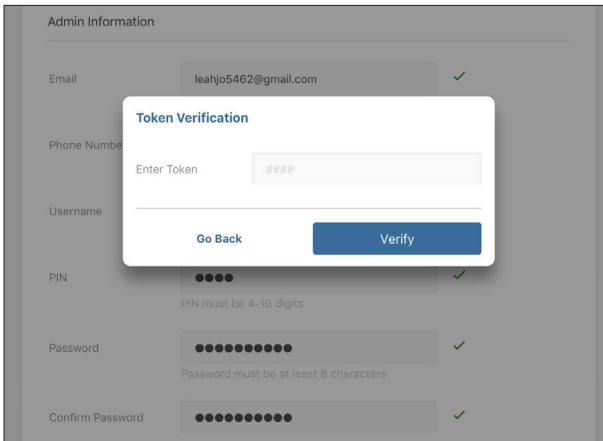 Admin Information
Email leahjo5462@gmail.com
Token Verification
Phone Numbe
Enter Token ####
Username
Go Back Verify
PIN ●●●●
PIN must be 4-10 digits
Password ●●●●●●●●●●
Password must be at least 8 characters
Confirm Password ●●●●●●●●●●